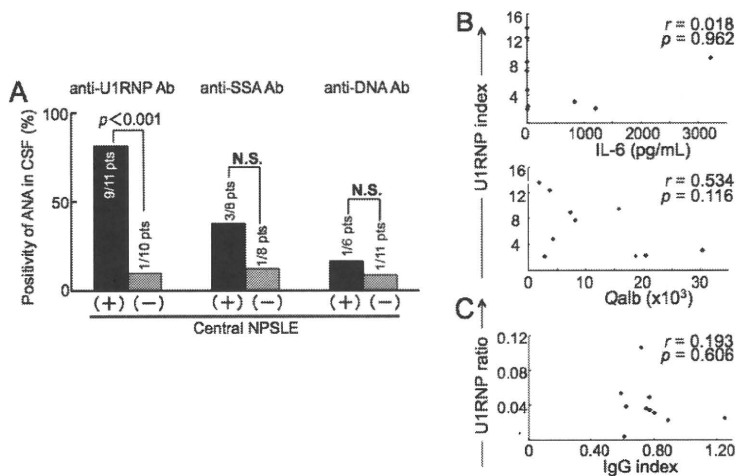 A
anti-U1RNP Ab anti-SSA Ab anti-DNA Ab
Positivity of ANA in CSF (%)
100
50
0
p<0.001
N.S.
N.S.
9/11 pts
1/10 pts
3/8 pts
1/8 pts
1/6 pts
1/11 pts
(+) (−) (+) (−) (+) (−)
Central NPSLE
B
U1RNP index
16
12
8
4
r = 0.018
p = 0.962
0 1000 2000 3000
IL-6 (pg/mL)
16
12
8
4
r = 0.534
p = 0.116
0 10 20 30
Qalb (x10³)
C
U1RNP ratio
0.12
0.08
0.04
r = 0.193
p = 0.606
0 0.40 0.80 1.20
IgG index